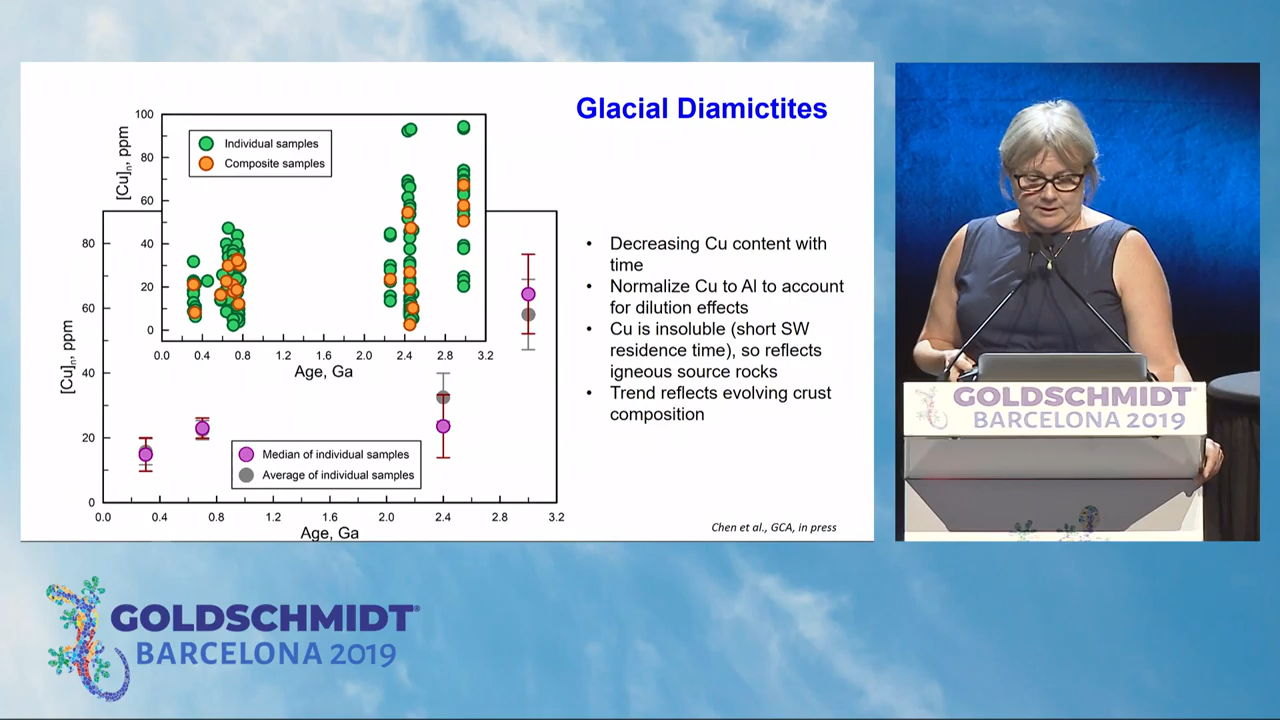 Glacial Diamictites
100
80
60
40
20
0
[Cu]n, ppm
Individual samples
Composite samples
0.0 0.4 0.8 1.2 1.6 2.0 2.4 2.8 3.2
Age, Ga
80
60
40
20
0
[Cu]n, ppm
Median of individual samples
Average of individual samples
0.0 0.4 0.8 1.2 1.6 2.0 2.4 2.8 3.2
Age, Ga
• Decreasing Cu content with
time
• Normalize Cu to Al to account
for dilution effects
• Cu is insoluble (short SW
residence time), so reflects
igneous source rocks
• Trend reflects evolving crust
composition
Chen et al., GCA, in press
GOLDSCHMIDT
BARCELONA 2019
GOLDSCHMIDT®
BARCELONA 2019